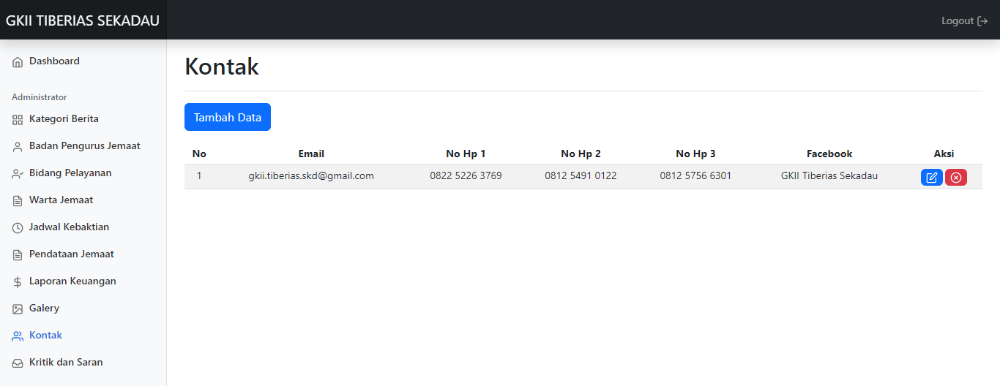 GKII TIBERIAS SEKADAU
Logout
Dashboard
Administrator
Kategori Berita
Badan Pengurus Jemaat
Bidang Pelayanan
Warta Jemaat
Jadwal Kebaktian
Pendataan Jemaat
Laporan Keuangan
Galery
Kontak
Kritik dan Saran
Kontak
Tambah Data
No Email No Hp 1 No Hp 2 No Hp 3 Facebook Aksi
1 gkii.tiberias.skd@gmail.com 0822 5226 3769 0812 5491 0122 0812 5756 6301 GKII Tiberias Sekadau